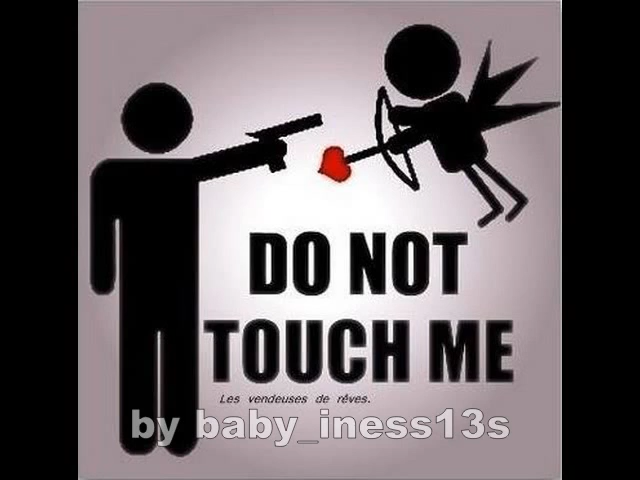 DO NOT
TOUCH ME
Les vendeuses de rêves.
by baby_iness13s